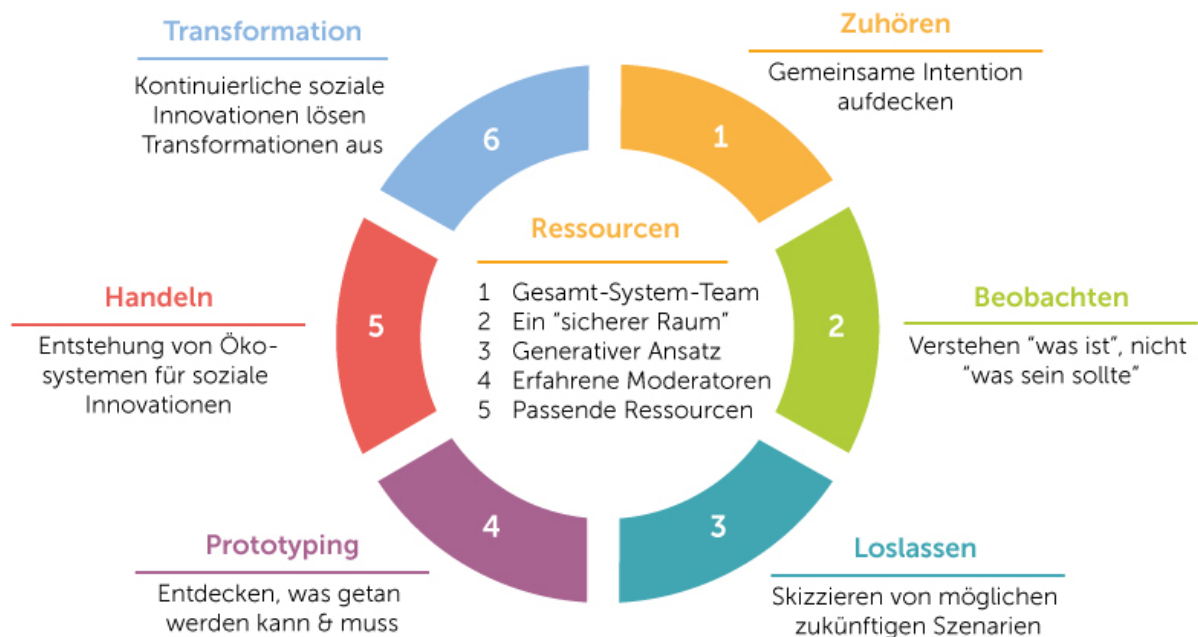 Transformation
Kontinuierliche soziale
Innovationen lösen
Transformationen aus
6
Zuhören
Gemeinsame Intention
aufdecken
1
Ressourcen
1 Gesamt-System-Team
2 Ein "sicherer Raum"
3 Generativer Ansatz
4 Erfahrene Moderatoren
5 Passende Ressourcen
Handeln
Entstehung von Öko-
systemen für soziale
Innovationen
5
Beobachten
Verstehen "was ist", nicht
"was sein sollte"
2
Prototyping
Entdecken, was getan
werden kann & muss
4
Loslassen
Skizzieren von möglichen
zukünftigen Szenarien
3